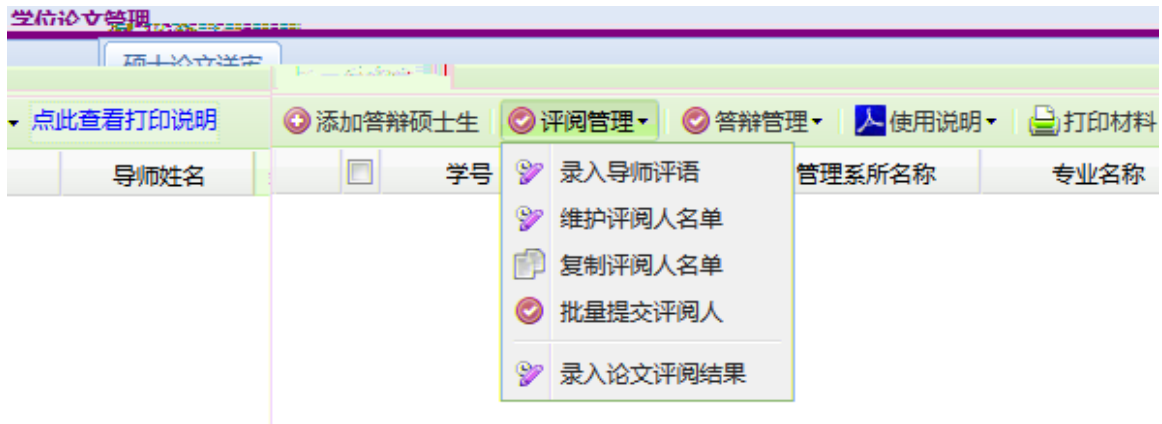 学位论文管理
硕士论文送审
点此查看打印说明 添加答辩硕士生 评阅管理 答辩管理 使用说明 打印材料
导师姓名 学号 管理系所名称 专业名称
录入导师评语
维护评阅人名单
复制评阅人名单
批量提交评阅人
录入论文评阅结果